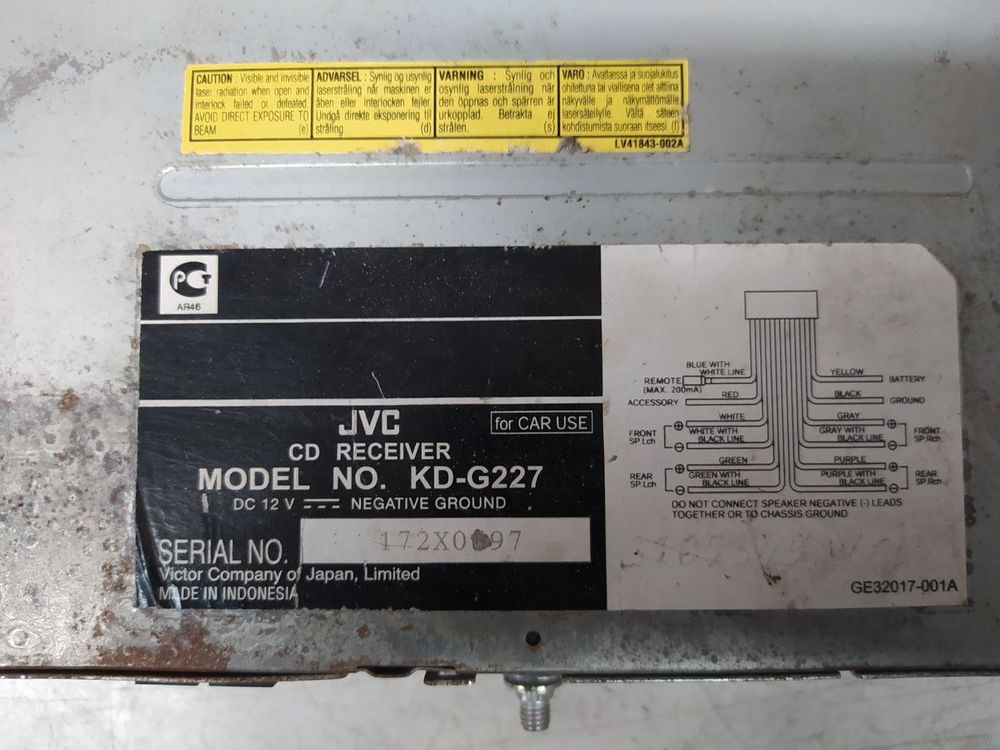 CAUTION : Visible and invisible
laser radiation when open and
interlock failed or defeated.
AVOID DIRECT EXPOSURE TO
BEAM (e)
ADVARSEL : Synlig og usynlig
laserstråling når maskinen er
åben eller interlocken fejler.
Undgå direkte eksponering til
stråling. (d)
VARNING : Synlig och
osynlig laserstrålning när
den öppnas och spärren är
urkopplad. Betrakta ej
strålen. (s)
VARO : Avattaessa ja suojalukitus
ohitettuna tai viallisena olet alttiina
näkyvälle ja näkymättömälle
lasersäteilylle. Vältä säteen
kohdistumista suoraan itseesi. (f)
LV41843-002A
PCT
AR46
JVC
for CAR USE
CD RECEIVER
MODEL NO. KD-G227
DC 12 V NEGATIVE GROUND
SERIAL NO. 172X0 97
Victor Company of Japan, Limited
MADE IN INDONESIA
BLUE WITH
WHITE LINE
REMOTE
(MAX. 200mA)
ACCESSORY
RED
WHITE
FRONT
SP.Lch
WHITE WITH
BLACK LINE
GREEN
REAR
SP.Lch
GREEN WITH
BLACK LINE
YELLOW
BATTERY
BLACK
GROUND
GRAY
GRAY WITH
BLACK LINE
FRONT
SP.Rch
PURPLE
PURPLE WITH
BLACK LINE
REAR
SP.Rch
DO NOT CONNECT SPEAKER NEGATIVE (-) LEADS
TOGETHER OR TO CHASSIS GROUND
GE32017-001A